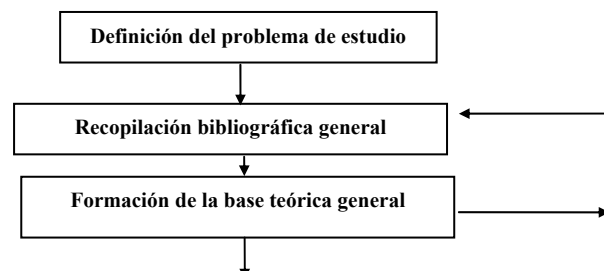 Definición del problema de estudio
Recopilación bibliográfica general
Formación de la base teórica general